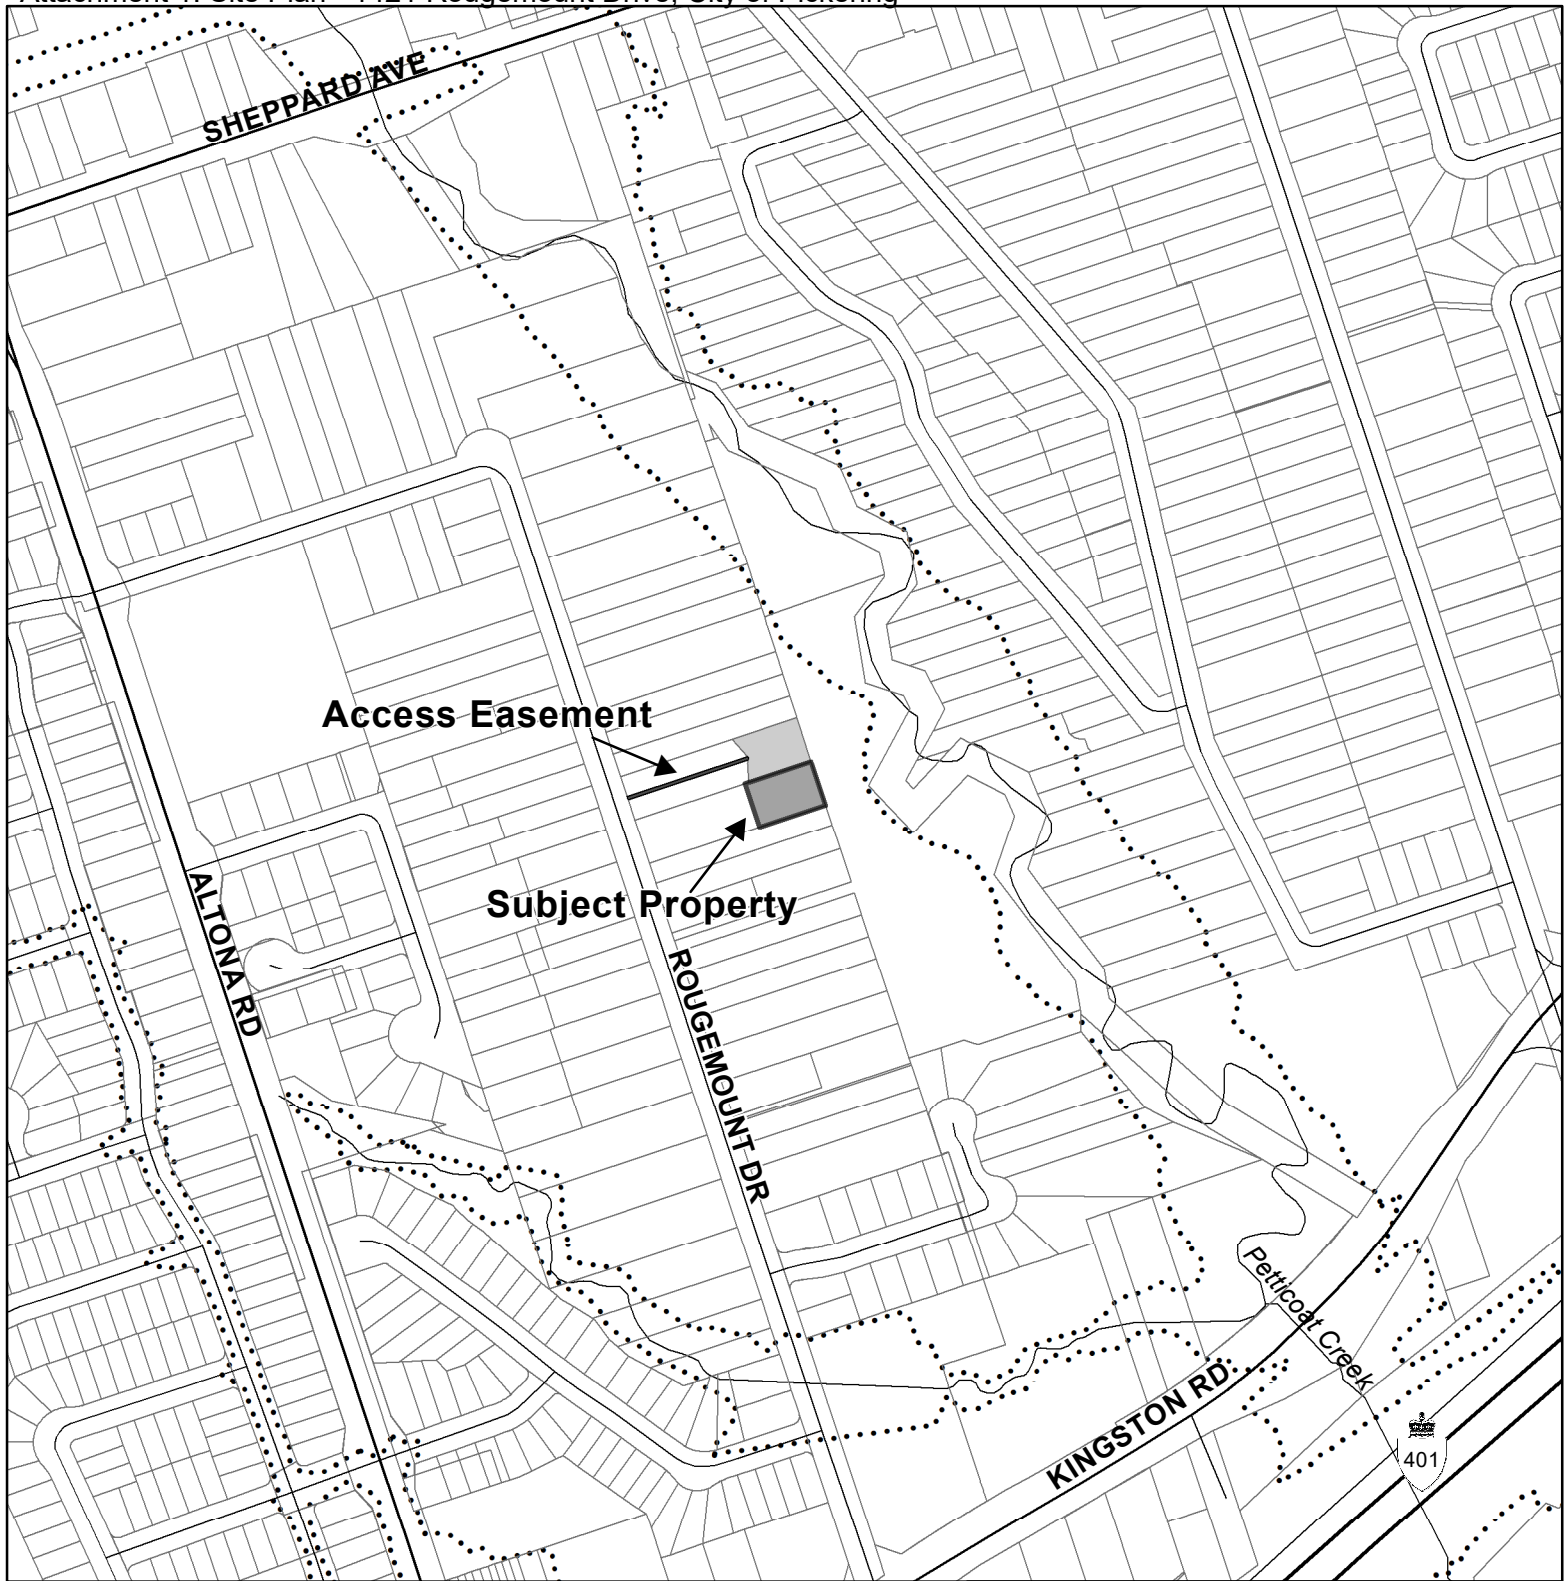 SHEPPARD AVE
Access Easement
Subject Property
ALTONA RD
ROUGEMOUNT DR
Petticoat Creek
KINGSTON RD
401